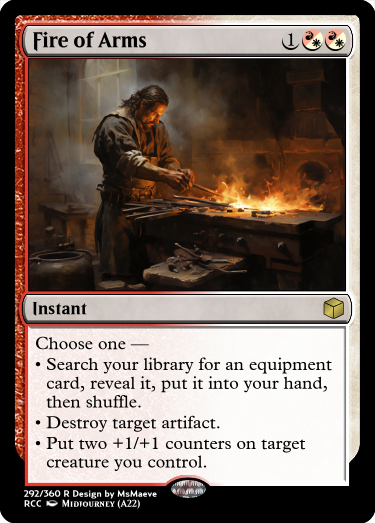 Fire of Arms 1
Instant
Choose one —
• Search your library for an equipment
card, reveal it, put it into your hand,
then shuffle.
• Destroy target artifact.
• Put two +1/+1 counters on target
creature you control.
292/360 R Design by MsMaeve
RCC Midjourney (A22)